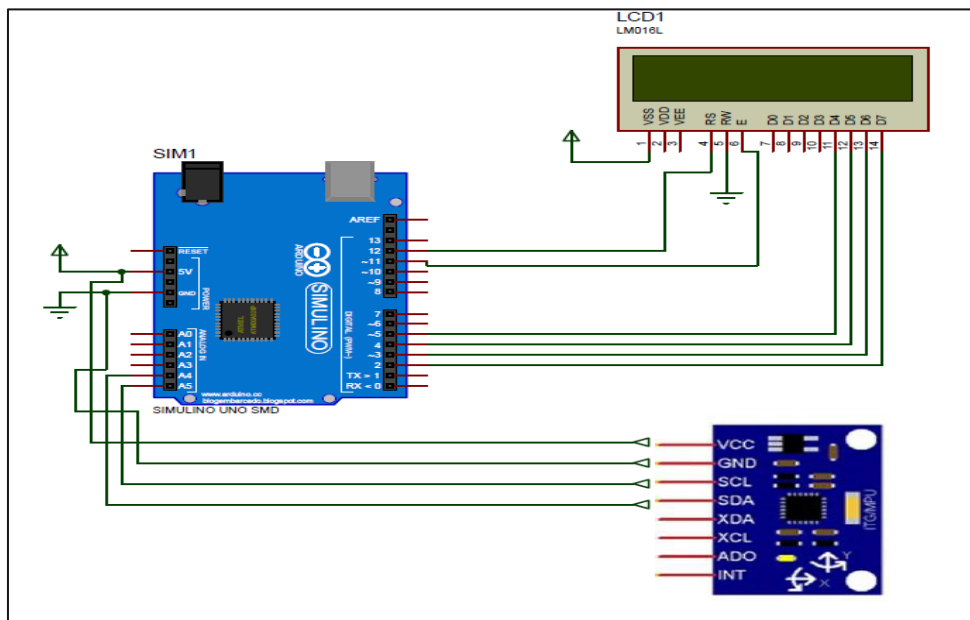 LCD1
LM016L
VSS
VDD
VEE
RS
RW
E
D0
D1
D2
D3
D4
D5
D6
D7
1
2
3
4
5
6
7
8
9
10
11
12
13
14
SIM1
AREF
RESET
5V
GND
POWER
A0
A1
A2
A3
A4
A5
ANALOG IN
ARDUINO
SIMULINO
ATMEL
DIGITAL (PWM~)
13
12
~11
~10
~9
8
7
~6
~5
4
~3
2
TX > 1
RX < 0
www.arduino.cc
blogembarcado.blogspot.com
SIMULINO UNO SMD
VCC
GND
SCL
SDA
XDA
XCL
ADO
INT
ITG/MPU
Y
X